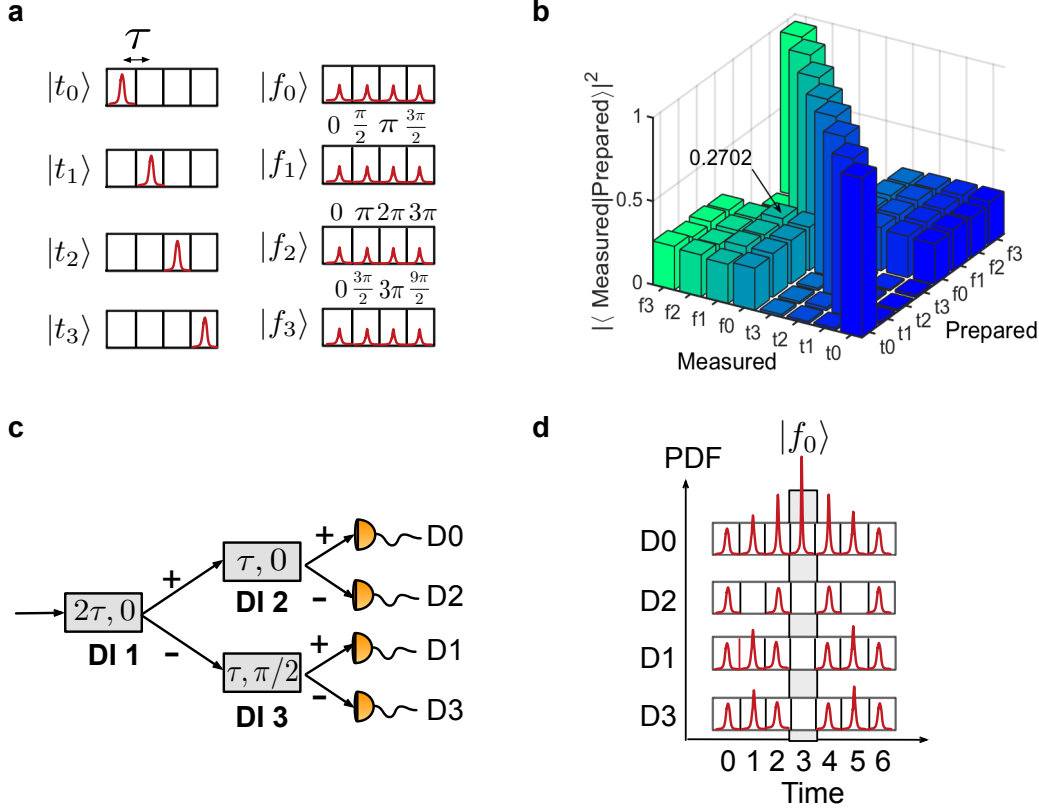 a
τ
|t₀⟩
|f₀⟩
0 π/2 π 3π/2
|t₁⟩
|f₁⟩
0 π 2π 3π
|t₂⟩
|f₂⟩
0 3π/2 3π 9π/2
|t₃⟩
|f₃⟩
b
|⟨ Measured|Prepared⟩|²
1
0.5
0
0.2702
f3 f2 f1 f0 t3 t2 t1 t0
Measured
t0 t1 t2 t3 f0 f1 f2 f3
Prepared
c
2τ, 0
DI 1
+
-
τ, 0
DI 2
+
-
τ, π/2
DI 3
+
-
D0
D2
D1
D3
d
PDF
|f₀⟩
D0
D2
D1
D3
0 1 2 3 4 5 6
Time